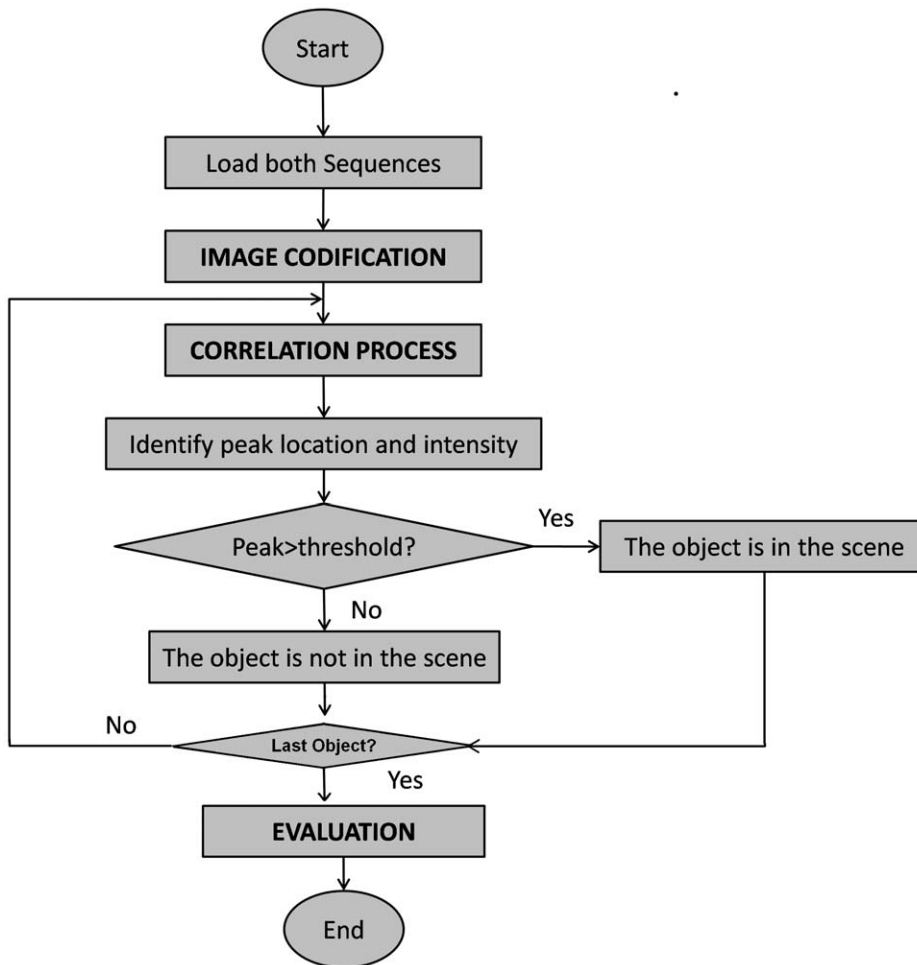 Start
Load both Sequences
IMAGE CODIFICATION
CORRELATION PROCESS
Identify peak location and intensity
Peak>threshold?
Yes
The object is in the scene
No
The object is not in the scene
No
Last Object?
Yes
EVALUATION
End